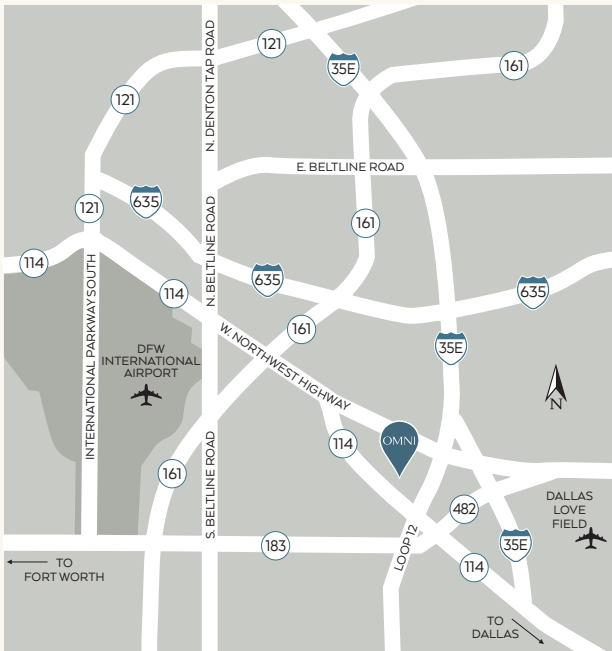 121
35E
161
N. DENTON TAP ROAD
121
E. BELTLINE ROAD
635
121
161
N. BELTLINE ROAD
114
635
635
114
INTERNATIONAL PARKWAY SOUTH
161
W. NORTHWEST HIGHWAY
35E
DFW
INTERNATIONAL
AIRPORT
N
OMNI
114
161
S. BELTLINE ROAD
482
DALLAS
LOVE
FIELD
183
LOOP 12
35E
114
TO
FORT WORTH
TO
DALLAS